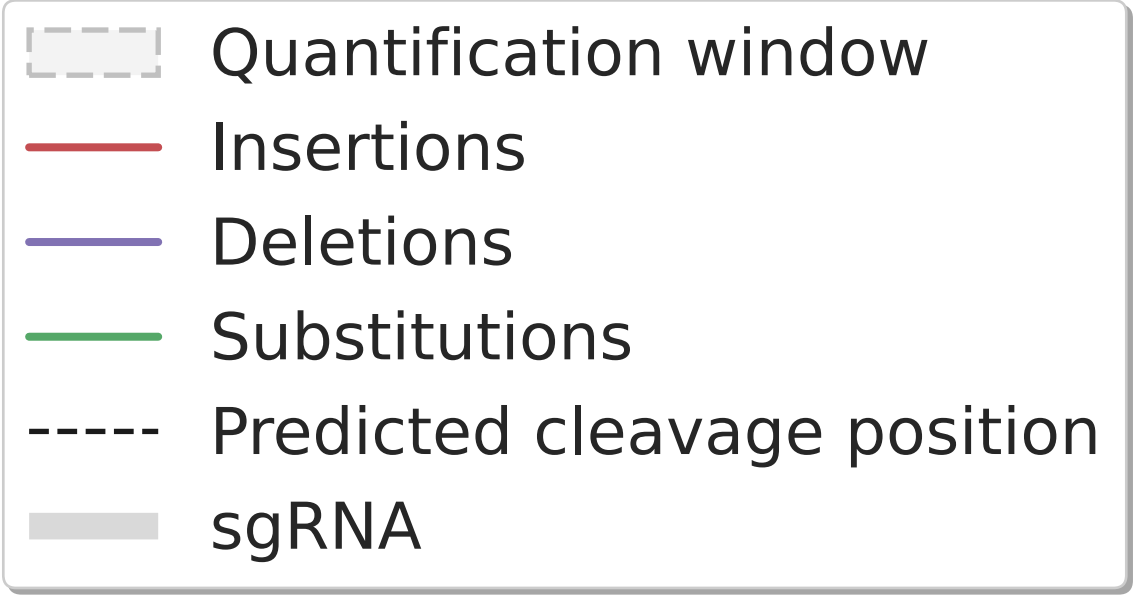 Quantification window
Insertions
Deletions
Substitutions
Predicted cleavage position
sgRNA